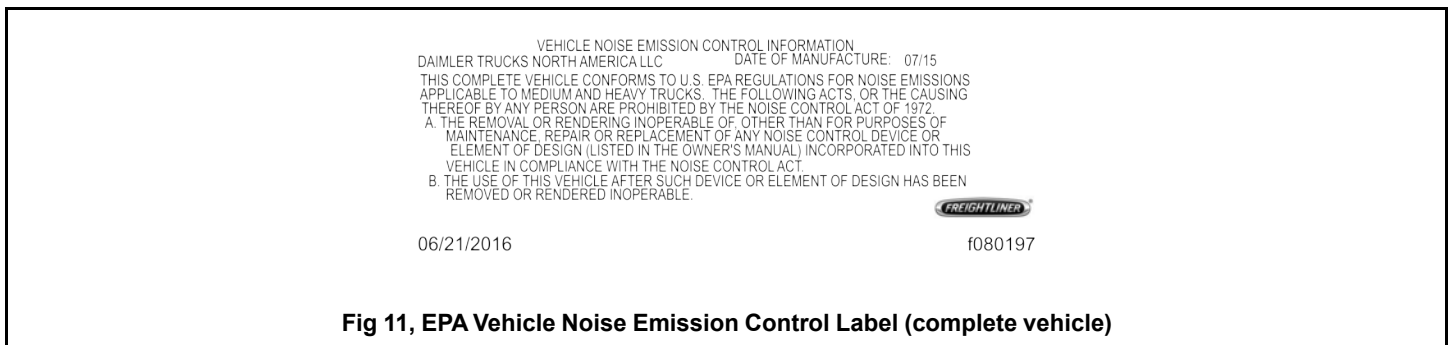 VEHICLE NOISE EMISSION CONTROL INFORMATION
DAIMLER TRUCKS NORTH AMERICA LLC DATE OF MANUFACTURE: 07/15
THIS COMPLETE VEHICLE CONFORMS TO U.S. EPA REGULATIONS FOR NOISE EMISSIONS
APPLICABLE TO MEDIUM AND HEAVY TRUCKS. THE FOLLOWING ACTS, OR THE CAUSING
THEREOF BY ANY PERSON ARE PROHIBITED BY THE NOISE CONTROL ACT OF 1972.
A. THE REMOVAL OR RENDERING INOPERABLE OF, OTHER THAN FOR PURPOSES OF
MAINTENANCE, REPAIR OR REPLACEMENT OF ANY NOISE CONTROL DEVICE OR
ELEMENT OF DESIGN (LISTED IN THE OWNER'S MANUAL) INCORPORATED INTO THIS
VEHICLE IN COMPLIANCE WITH THE NOISE CONTROL ACT.
B. THE USE OF THIS VEHICLE AFTER SUCH DEVICE OR ELEMENT OF DESIGN HAS BEEN
REMOVED OR RENDERED INOPERABLE.
FREIGHTLINER
06/21/2016 f080197
Fig 11, EPA Vehicle Noise Emission Control Label (complete vehicle)